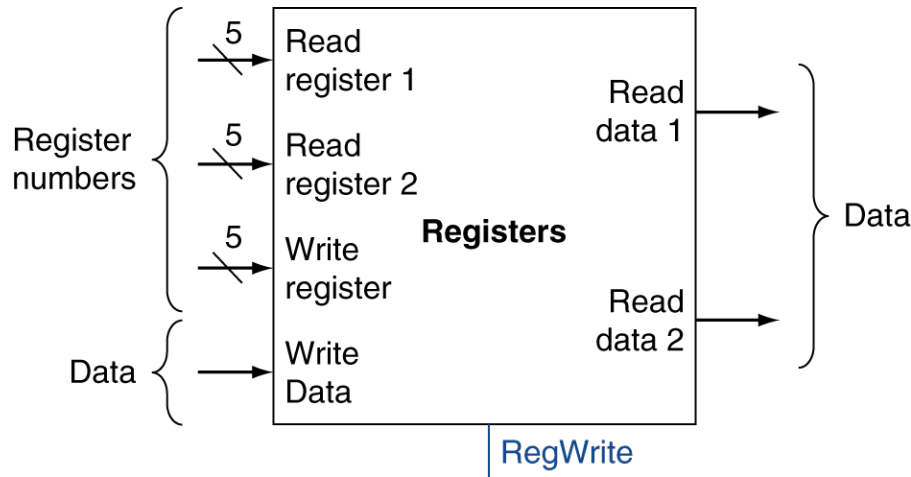 Register
numbers
Data
5
Read
register 1
5
Read
register 2
5
Write
register
Write
Data
Registers
Read
data 1
Read
data 2
Data
RegWrite